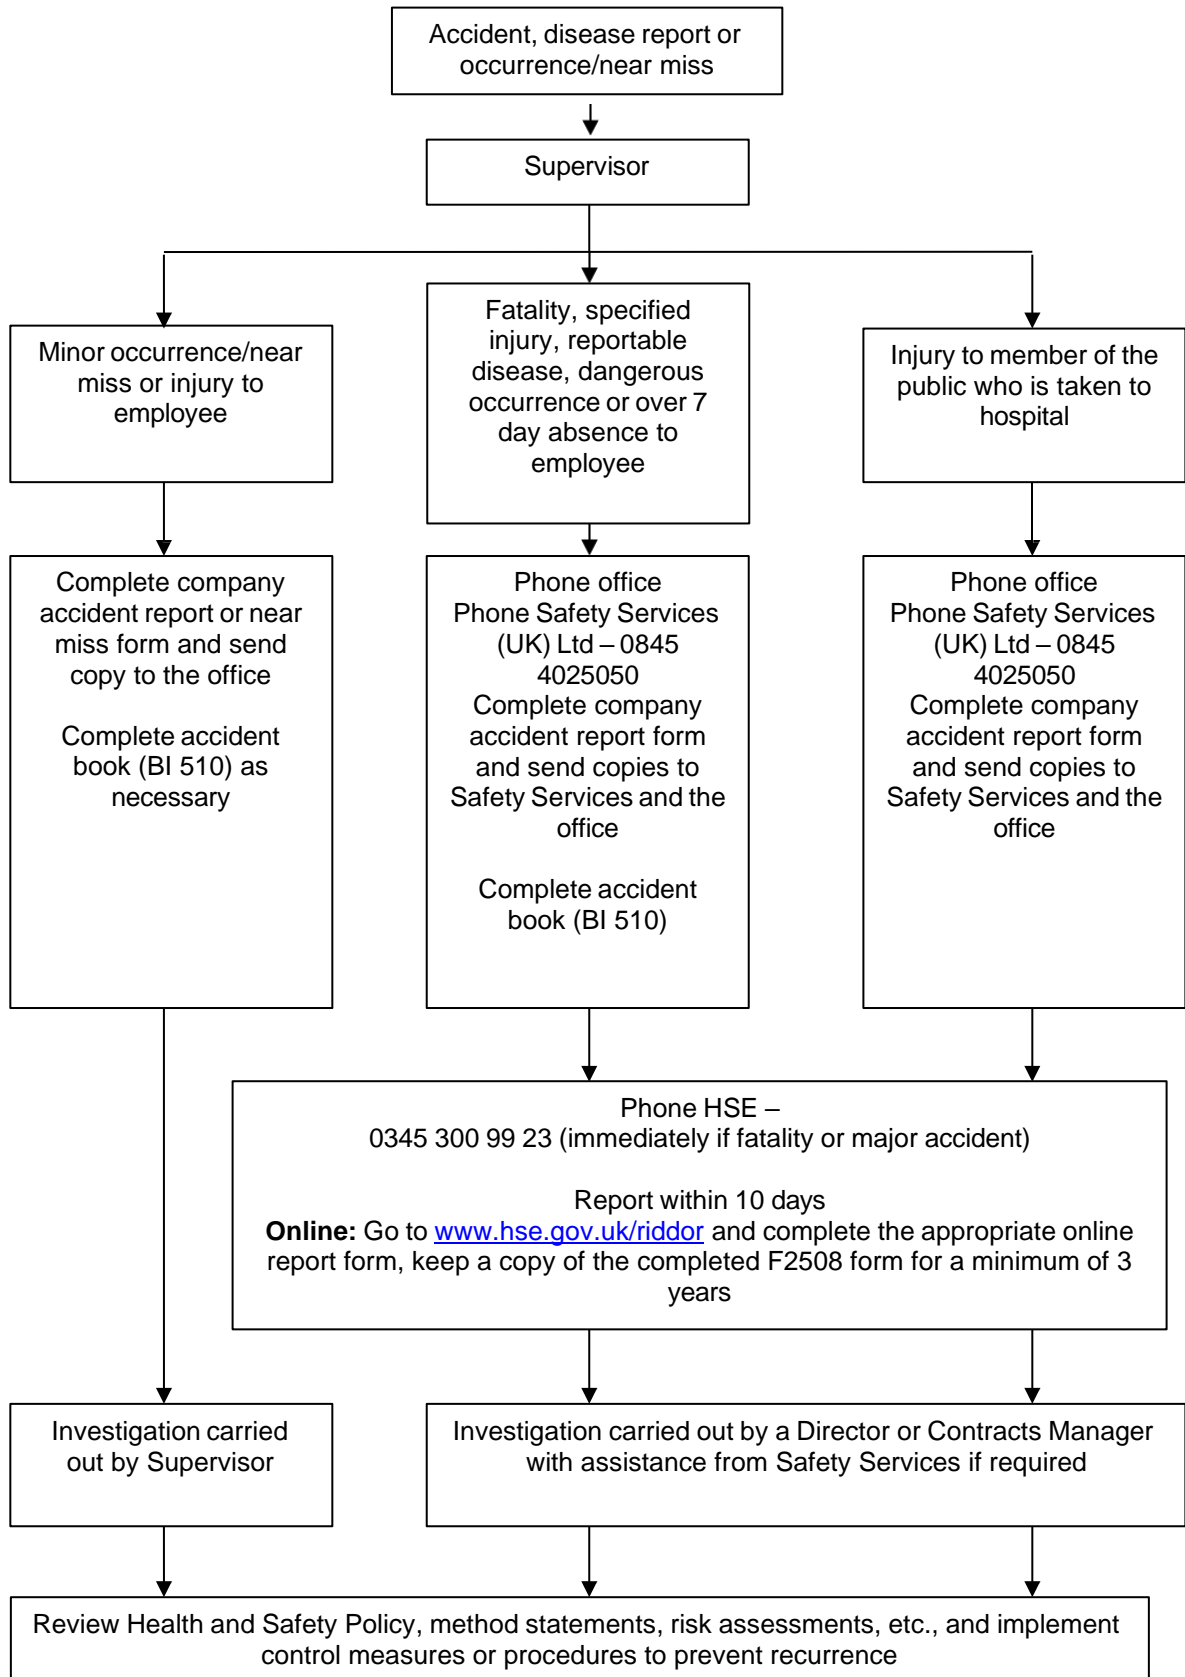 Accident, disease report or
occurrence/near miss
Supervisor
Minor occurrence/near
miss or injury to
employee
Fatality, specified
injury, reportable
disease, dangerous
occurrence or over 7
day absence to
employee
Injury to member of the
public who is taken to
hospital
Complete company
accident report or near
miss form and send
copy to the office
Complete accident
book (BI 510) as
necessary
Phone office
Phone Safety Services
(UK) Ltd – 0845
4025050
Complete company
accident report form
and send copies to
Safety Services and the
office
Complete accident
book (BI 510)
Phone office
Phone Safety Services
(UK) Ltd – 0845
4025050
Complete company
accident report form
and send copies to
Safety Services and the
office
Phone HSE –
0345 300 99 23 (immediately if fatality or major accident)
Report within 10 days
Online: Go to www.hse.gov.uk/riddor and complete the appropriate online
report form, keep a copy of the completed F2508 form for a minimum of 3
years
Investigation carried
out by Supervisor
Investigation carried out by a Director or Contracts Manager
with assistance from Safety Services if required
Review Health and Safety Policy, method statements, risk assessments, etc., and implement
control measures or procedures to prevent recurrence